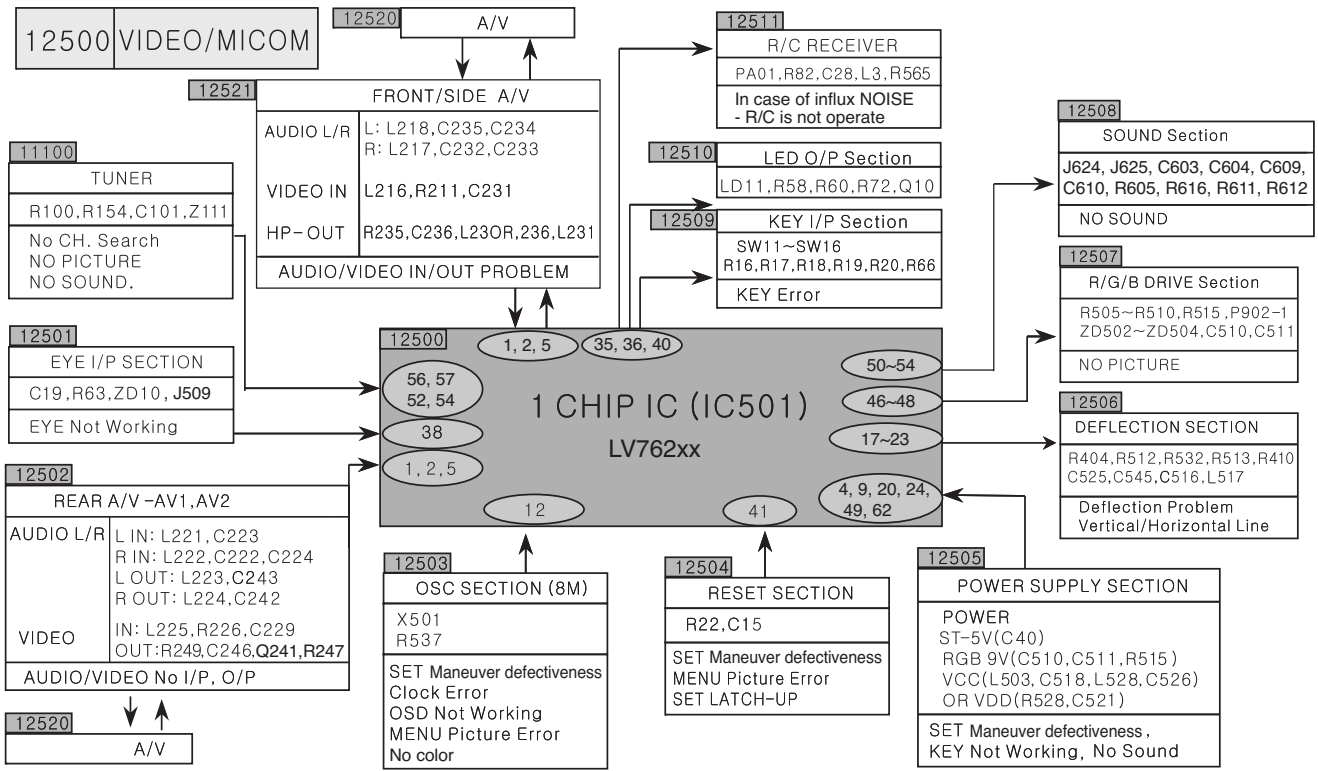 12500 VIDEO/MICOM
12520
A/V
12521
FRONT/SIDE A/V
AUDIO L/R
L: L218,C235,C234
R: L217,C232,C233
VIDEO IN
L216,R211,C231
HP-OUT
R235,C236,L23OR,236,L231
AUDIO/VIDEO IN/OUT PROBLEM
11100
TUNER
R100,R154,C101,Z111
No CH. Search
NO PICTURE
NO SOUND.
12501
EYE I/P SECTION
C19,R63,ZD10, J509
EYE Not Working
12502
REAR A/V -AV1,AV2
AUDIO L/R
L IN: L221,C223
R IN: L222,C222,C224
L OUT: L223,C243
R OUT: L224,C242
VIDEO
IN: L225,R226,C229
OUT:R249,C246,Q241,R247
AUDIO/VIDEO No I/P, O/P
12520
A/V
12511
R/C RECEIVER
PA01,R82,C28,L3,R565
In case of influx NOISE
- R/C is not operate
12510
LED O/P Section
LD11,R58,R60,R72,Q10
12509
KEY I/P Section
SW11~SW16
R16,R17,R18,R19,R20,R66
KEY Error
12500
1, 2, 5
35, 36, 40
56, 57
52, 54
38
1, 2,5
12
41
50~54
46~48
17~23
4, 9, 20, 24,
49, 62
1 CHIP IC (IC501)
LV762xx
12508
SOUND Section
J624, J625, C603, C604, C609,
C610, R605, R616, R611, R612
NO SOUND
12507
R/G/B DRIVE Section
R505~R510,R515,P902-1
ZD502~ZD504,C510,C511
NO PICTURE
12506
DEFLECTION SECTION
R404,R512,R532,R513,R410
C525,C545,C516,L517
Deflection Problem
Vertical/Horizontal Line
12503
OSC SECTION (8M)
X501
R537
SET Maneuver defectiveness
Clock Error
OSD Not Working
MENU Picture Error
No color
12504
RESET SECTION
R22,C15
SET Maneuver defectiveness
MENU Picture Error
SET LATCH-UP
12505
POWER SUPPLY SECTION
POWER
ST-5V(C40)
RGB 9V(C510,C511,R515)
VCC(L503,C518,L528,C526)
OR VDD(R528,C521)
SET Maneuver defectiveness,
KEY Not Working, No Sound